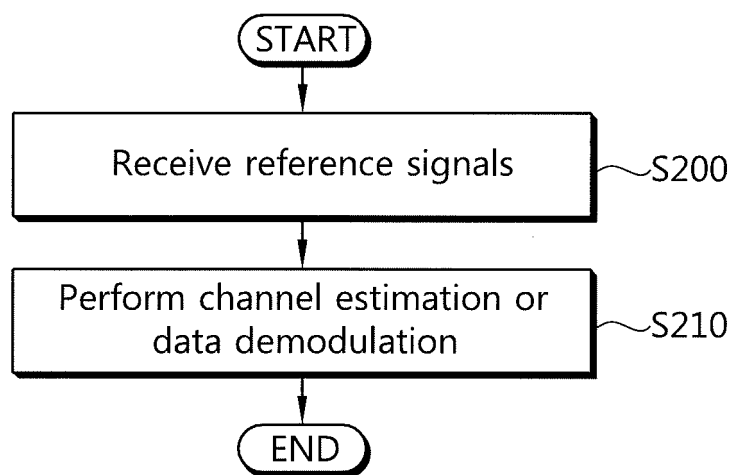 START
Receive reference signals
S200
Perform channel estimation or
data demodulation
S210
END